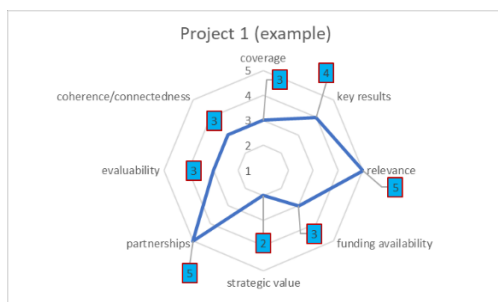 Project 1 (example)
coverage
key results
relevance
funding availability
strategic value
partnerships
evaluability
coherence/connectedness
5
4
3
2
1
3
4
5
3
2
5
3
3